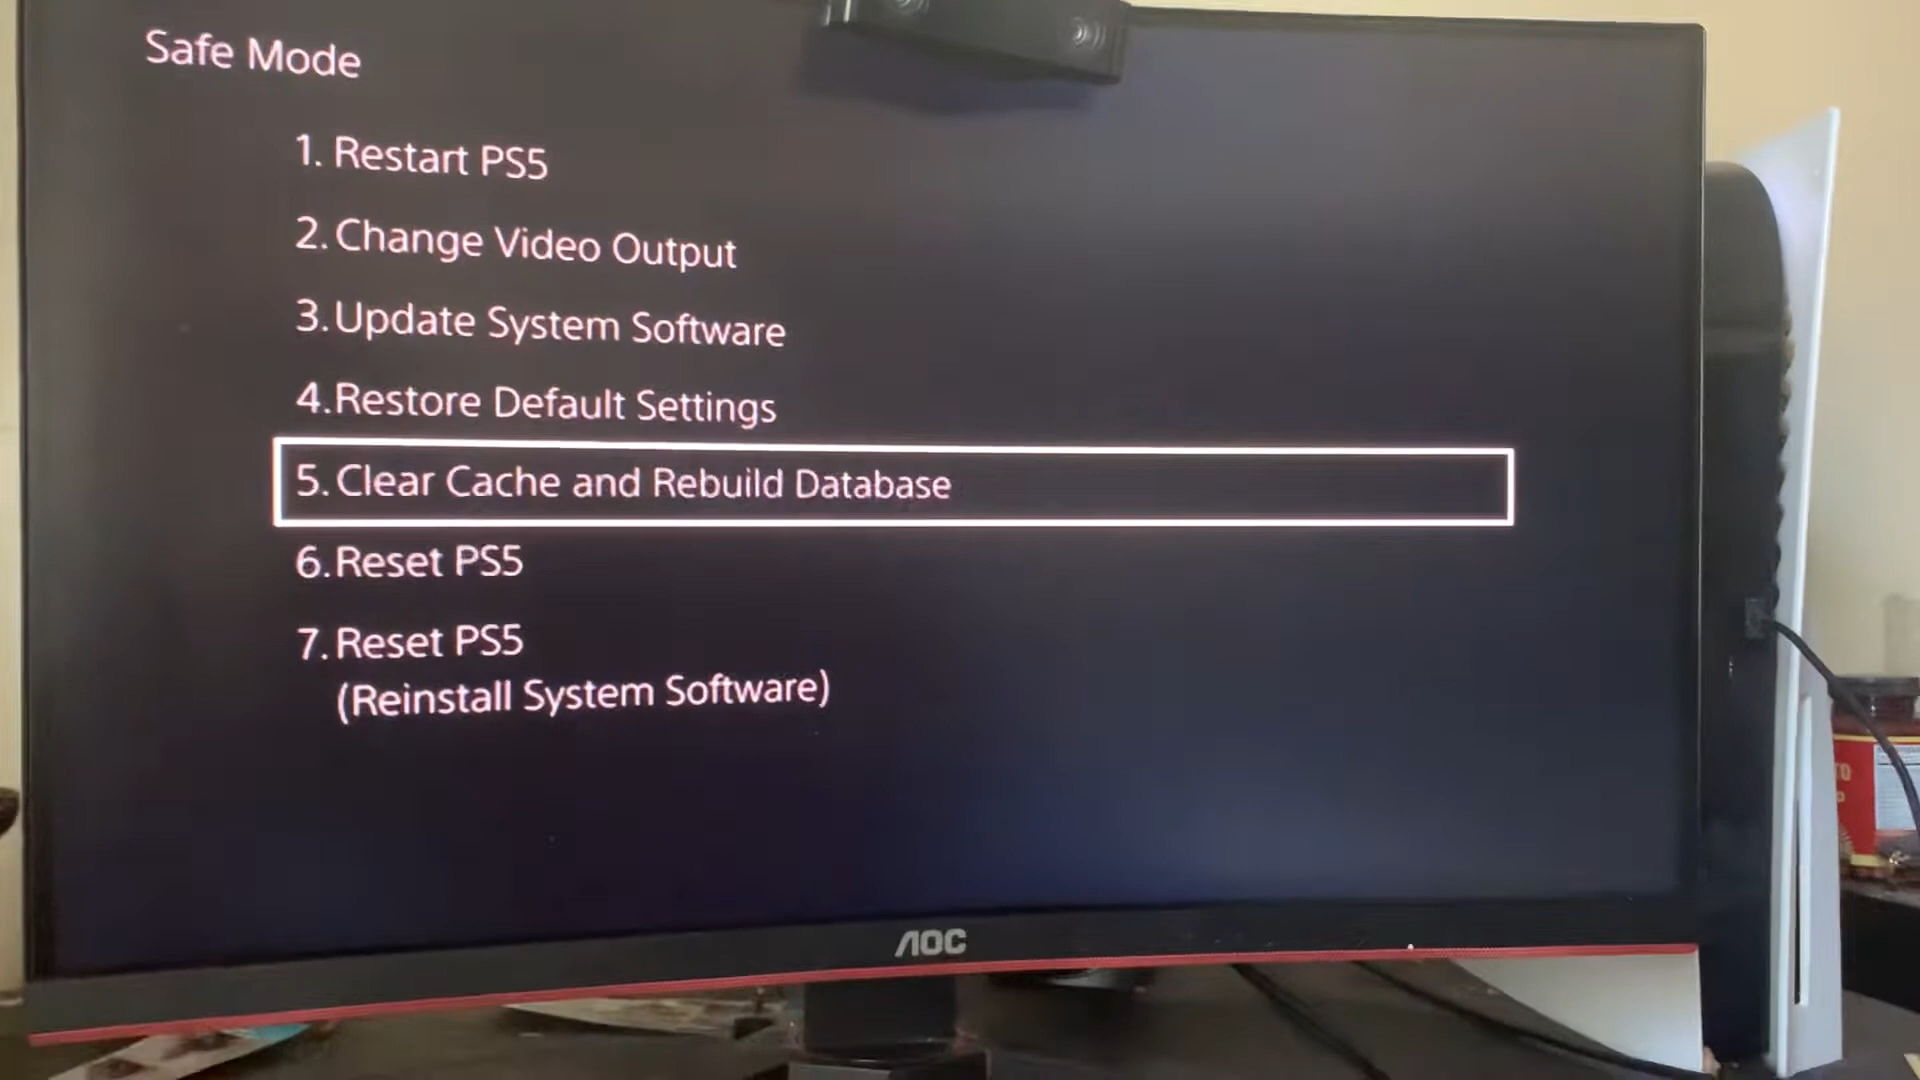 Safe Mode
1. Restart PS5
2. Change Video Output
3. Update System Software
4. Restore Default Settings
5. Clear Cache and Rebuild Database
6. Reset PS5
7. Reset PS5
(Reinstall System Software)
AOC